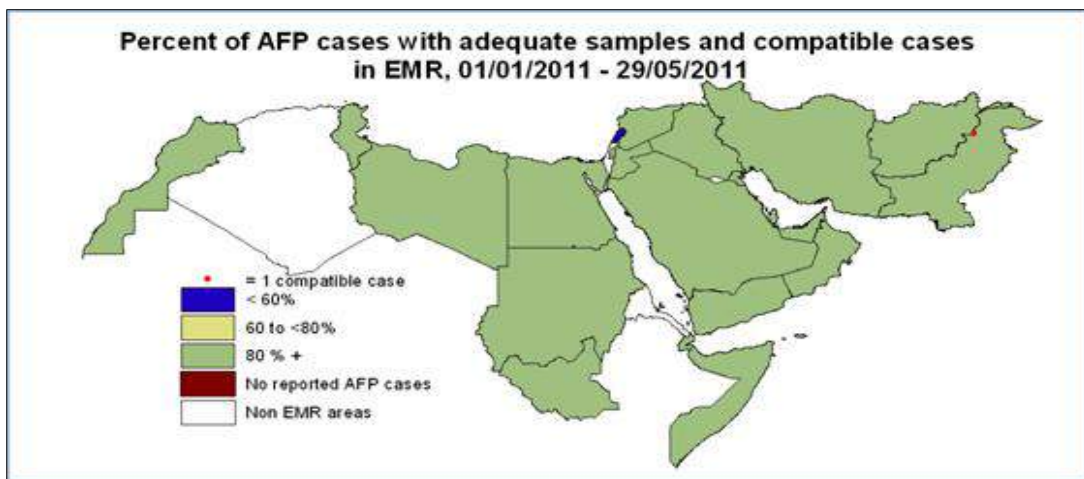 Percent of AFP cases with adequate samples and compatible cases
in EMR, 01/01/2011 - 29/05/2011
= 1 compatible case
< 60%
60 to <80%
80 % +
No reported AFP cases
Non EMR areas